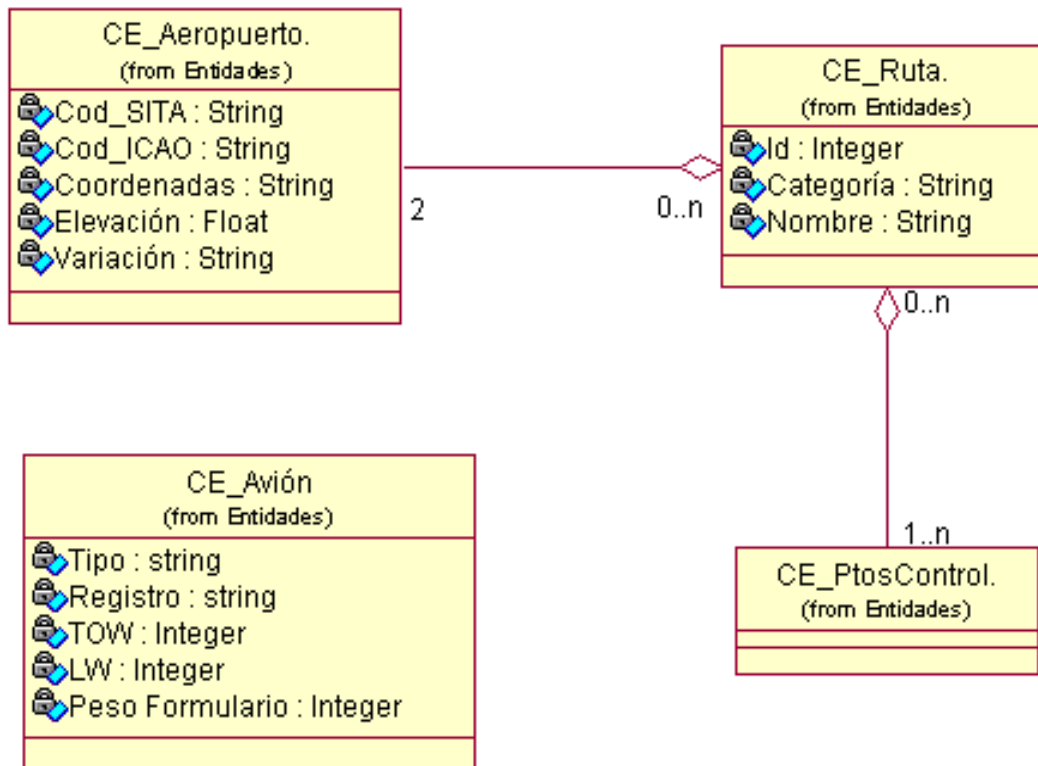 CE_Aeropuerto.
(from Entidades)
Cod_SITA : String
Cod_ICAO : String
Coordenadas : String
Elevación : Float
Variación : String
2
0..n
CE_Ruta.
(from Entidades)
Id : Integer
Categoría : String
Nombre : String
0..n
1..n
CE_Avión
(from Entidades)
Tipo : string
Registro : string
TOW : Integer
LW : Integer
Peso Formulario : Integer
CE_PtosControl.
(from Entidades)